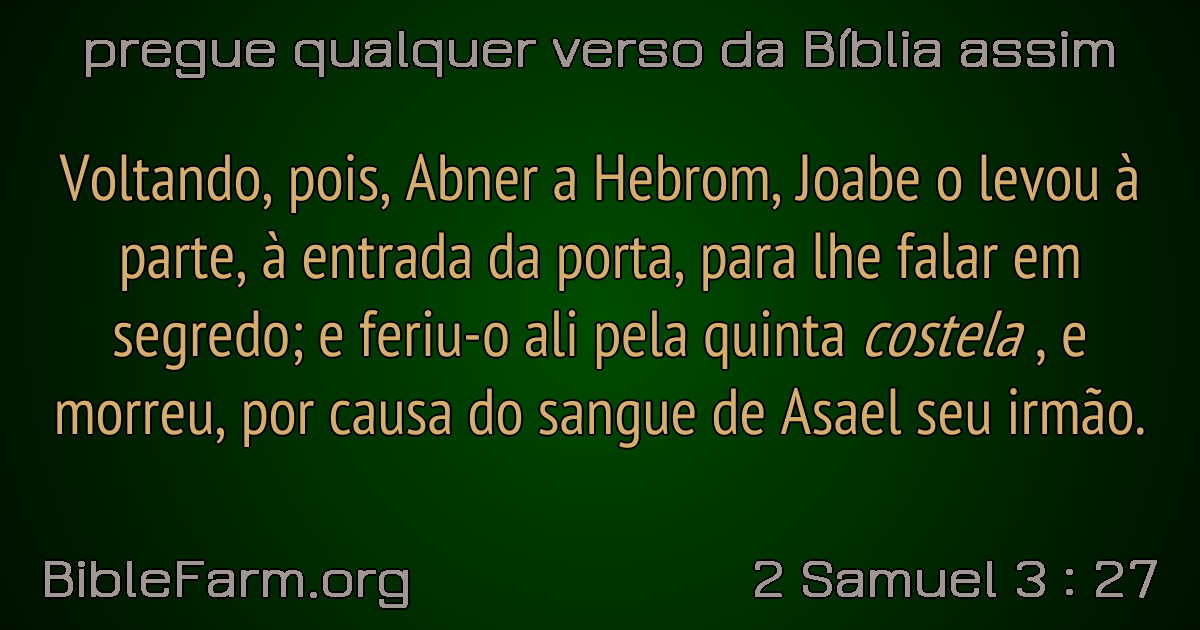 pregue qualquer verso da Bíblia assim
Voltando, pois, Abner a Hebrom, Joabe o levou à
parte, à entrada da porta, para lhe falar em
segredo; e feriu-o ali pela quinta costela , e
morreu, por causa do sangue de Asael seu irmão.
BibleFarm.org
2 Samuel 3 : 27